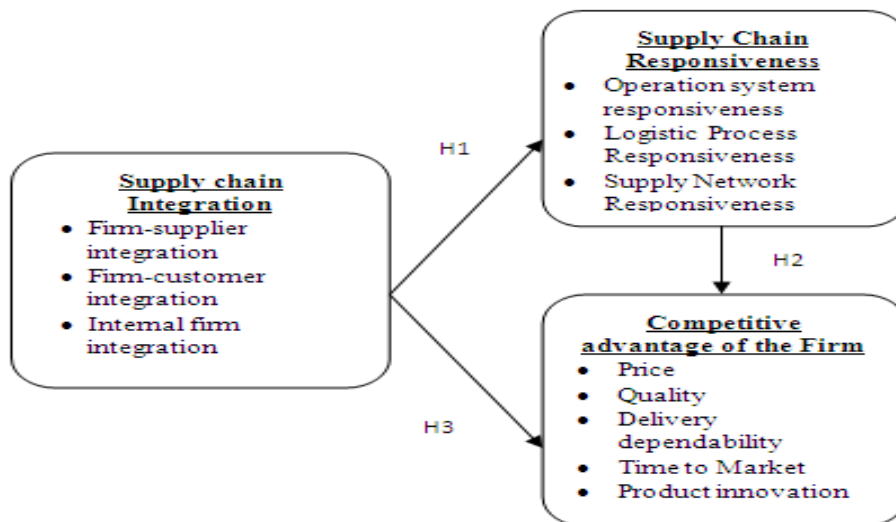 Supply Chain
Responsiveness
• Operation system
responsiveness
• Logistic Process
Responsiveness
• Supply Network
Responsiveness
H1
Supply chain
Integration
• Firm-supplier
integration
• Firm-customer
integration
• Internal firm
integration
H2
Competitive
advantage of the Firm
• Price
• Quality
• Delivery
dependability
• Time to Market
• Product innovation
H3